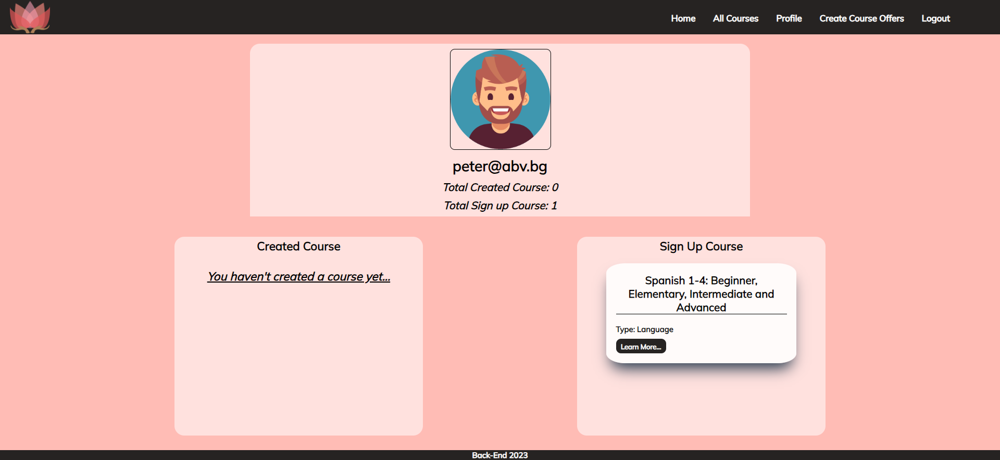 Home All Courses Profile Create Course Offers Logout
peter@abv.bg
Total Created Course: 0
Total Sign up Course: 1
Created Course
You haven't created a course yet...
Sign Up Course
Spanish 1-4: Beginner,
Elementary, Intermediate and
Advanced
Type: Language
Learn More...
Back-End 2023